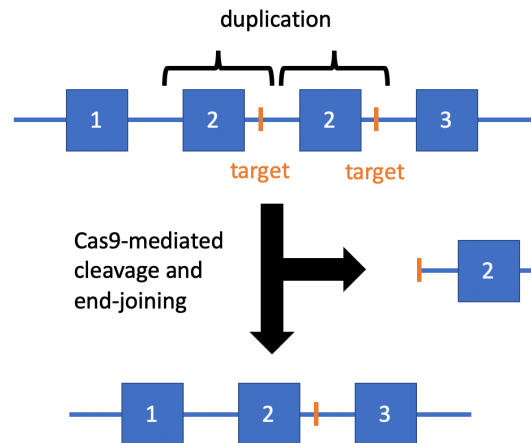 duplication
1 2 2 3
target target
Cas9-mediated
cleavage and
end-joining
2
1 2 3